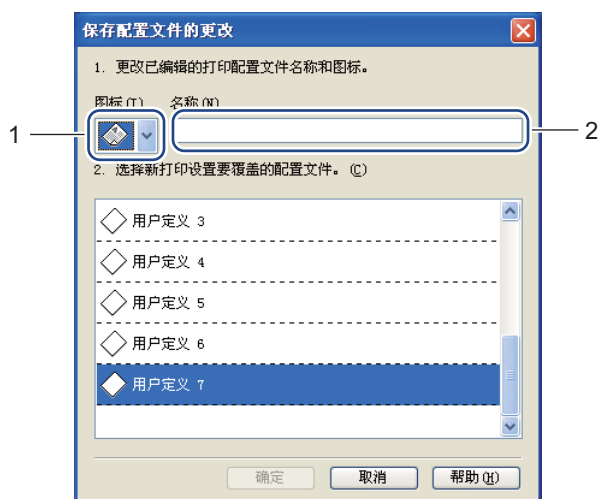 保存配置文件的更改
1. 更改已编辑的打印配置文件名称和图标。
图标(T) 名称(N)
1
2
2. 选择新打印设置要覆盖的配置文件。(C)
用户定义 3
用户定义 4
用户定义 5
用户定义 6
用户定义 7
确定 取消 帮助(H)